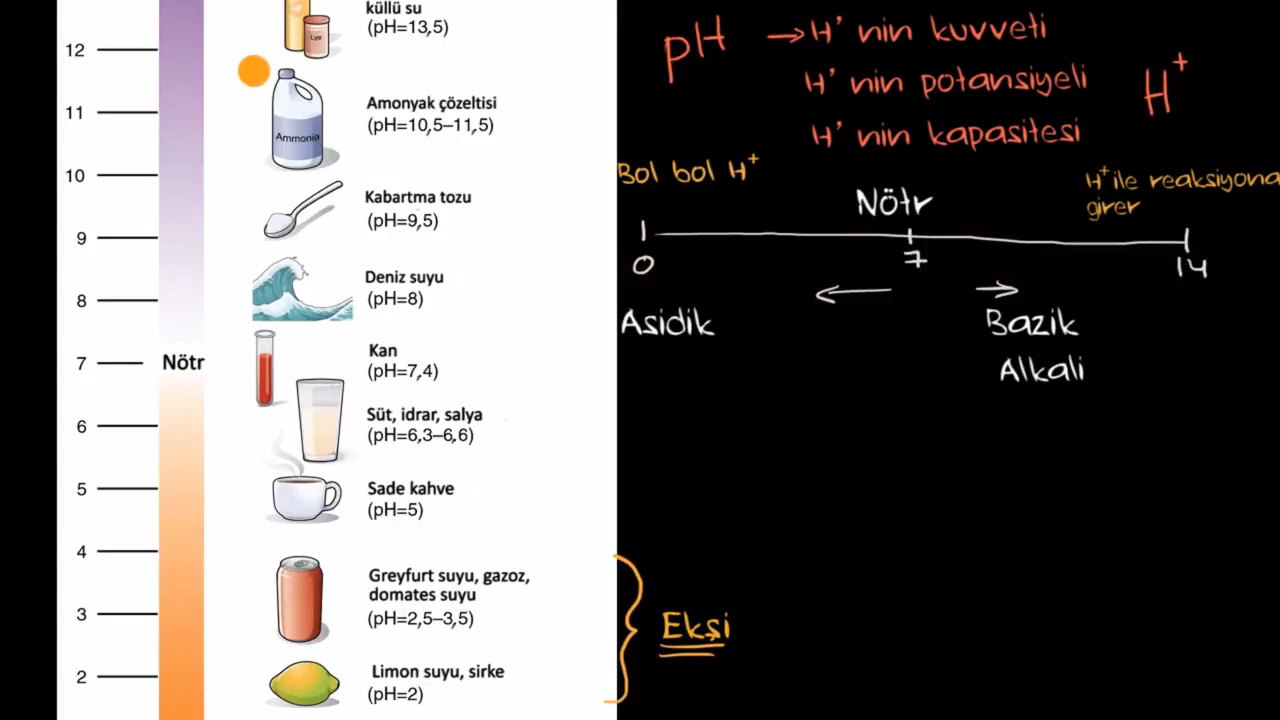 küllü su
(pH=13,5)
12
Lye
11
Amonyak çözeltisi
(pH=10,5–11,5)
Ammonia
10
Kabartma tozu
(pH=9,5)
9
Deniz suyu
(pH=8)
8
Kan
(pH=7,4)
7
Nötr
Süt, idrar, salya
(pH=6,3–6,6)
6
Sade kahve
(pH=5)
5
4
Greyfurt suyu, gazoz,
domates suyu
(pH=2,5–3,5)
3
Limon suyu, sirke
(pH=2)
2
pH → H' nin kuvveti
H' nin potansiyeli
H' nin kapasitesi
H+
Bol bol H+
H+ ile reaksiyona
girer
Nötr
0
7
14
Asidik
Bazik
Alkali
Ekşi